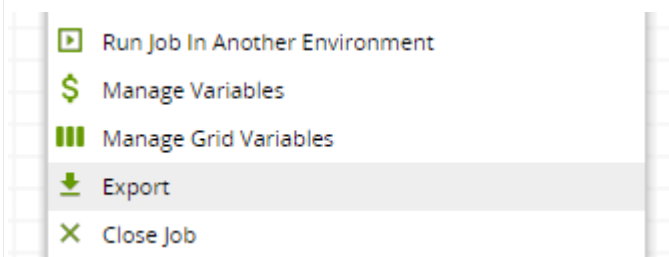 Run Job In Another Environment
Manage Variables
Manage Grid Variables
Export
Close Job